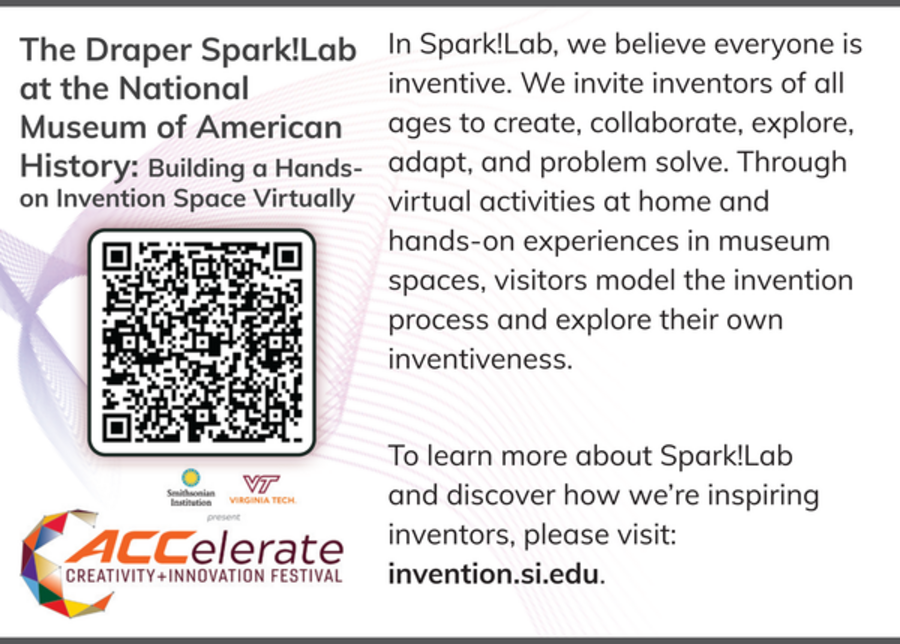 The Draper Spark!Lab
at the National
Museum of American
History: Building a Hands-
on Invention Space Virtually
Smithsonian
Institution
VT
VIRGINIA TECH.
present
ACCelerate
CREATIVITY+INNOVATION FESTIVAL
In Spark!Lab, we believe everyone is
inventive. We invite inventors of all
ages to create, collaborate, explore,
adapt, and problem solve. Through
virtual activities at home and
hands-on experiences in museum
spaces, visitors model the invention
process and explore their own
inventiveness.
To learn more about Spark!Lab
and discover how we’re inspiring
inventors, please visit:
invention.si.edu.